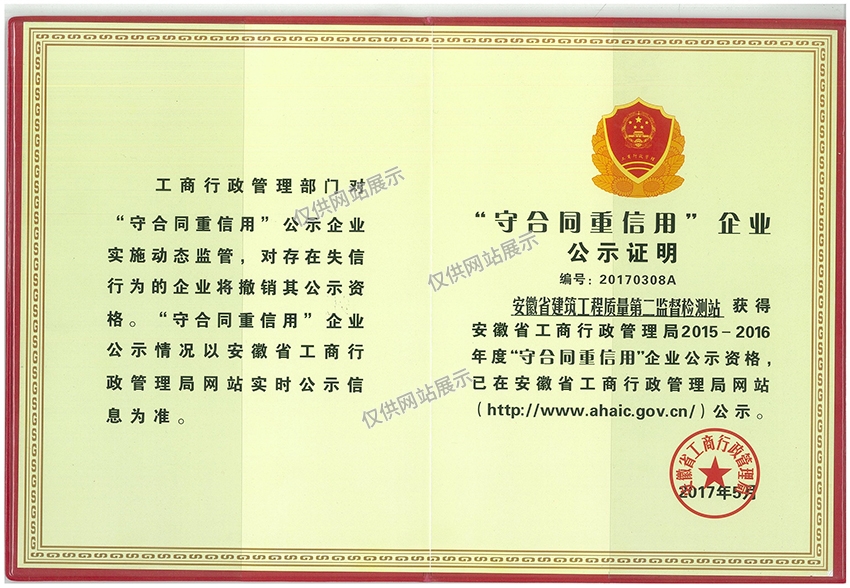 工商行政管理部门对
“守合同重信用”公示企业
实施动态监管，对存在失信
行为的企业将撤销其公示资
格。“守合同重信用”企业
公示情况以安徽省工商行
政管理局网站实时公示信
息为准。
仅供网站展示
仅供网站展示
仅供网站展示
“守合同重信用”企业
公示证明
编号：20170308A
安徽省建筑工程质量第二监督检测站 获得
安徽省工商行政管理局2015-2016
年度“守合同重信用”企业公示资格，
已在安徽省工商行政管理局网站
（http://www.ahaic.gov.cn/）公示。
安徽省工商行政管理局
2017年5月